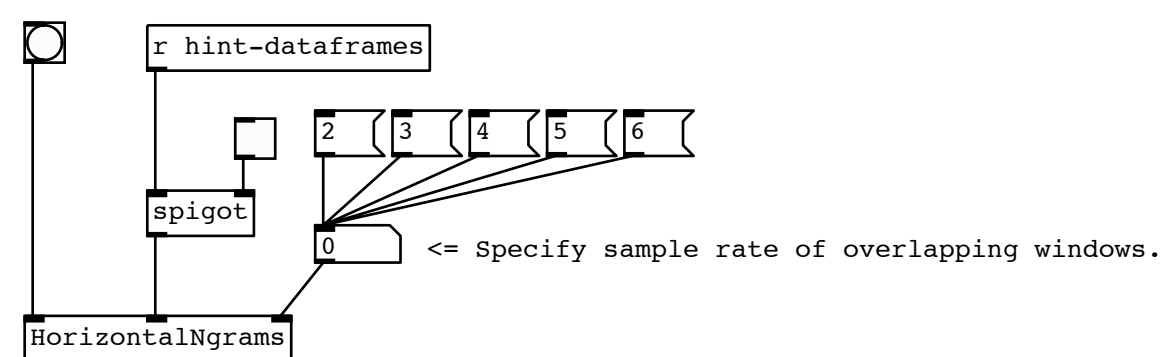 r hint-dataframes
2 3 4 5 6
spigot
0 <= Specify sample rate of overlapping windows.
HorizontalNgrams